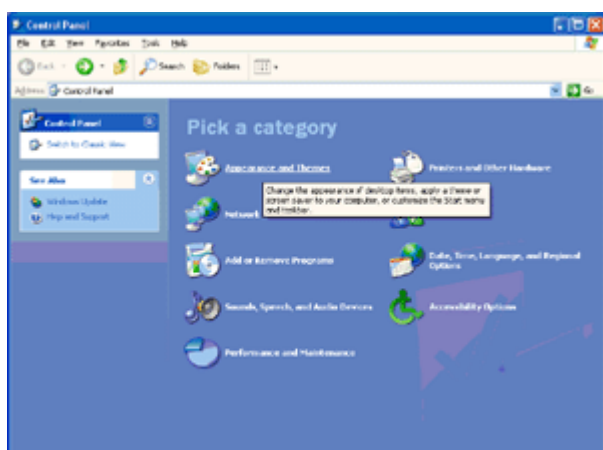 Control Panel
File Edit View Favorites Tools Help
Back Search Folders
Address Control Panel Go
Control Panel
Switch to Classic View
See Also
Windows Update
Help and Support
Pick a category
Appearance and Themes
Printers and Other Hardware
Change the appearance of desktop items, apply a theme or
screen saver to your computer, or customize the Start menu
and taskbar.
Network
Add or Remove Programs
Date, Time, Language, and Regional
Options
Sounds, Speech, and Audio Devices
Accessibility Options
Performance and Maintenance